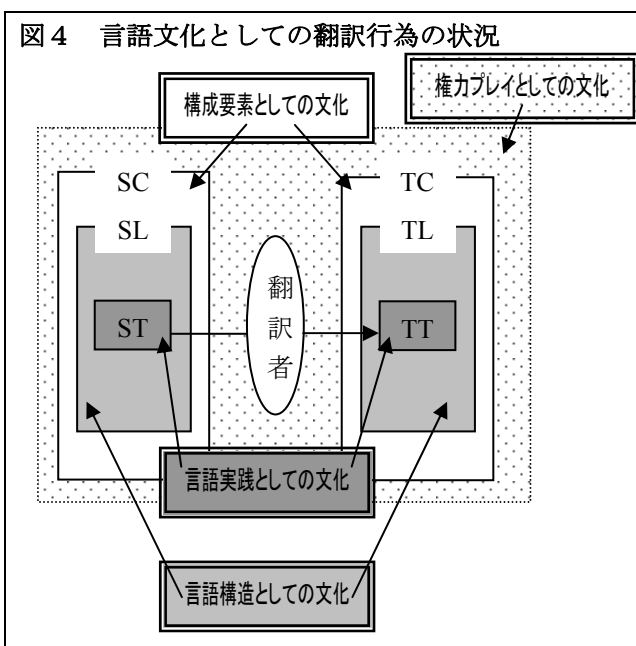 図４　言語文化としての翻訳行為の状況
権力プレイとしての文化
構成要素としての文化
SC
TC
SL
TL
翻訳者
ST
TT
言語実践としての文化
言語構造としての文化